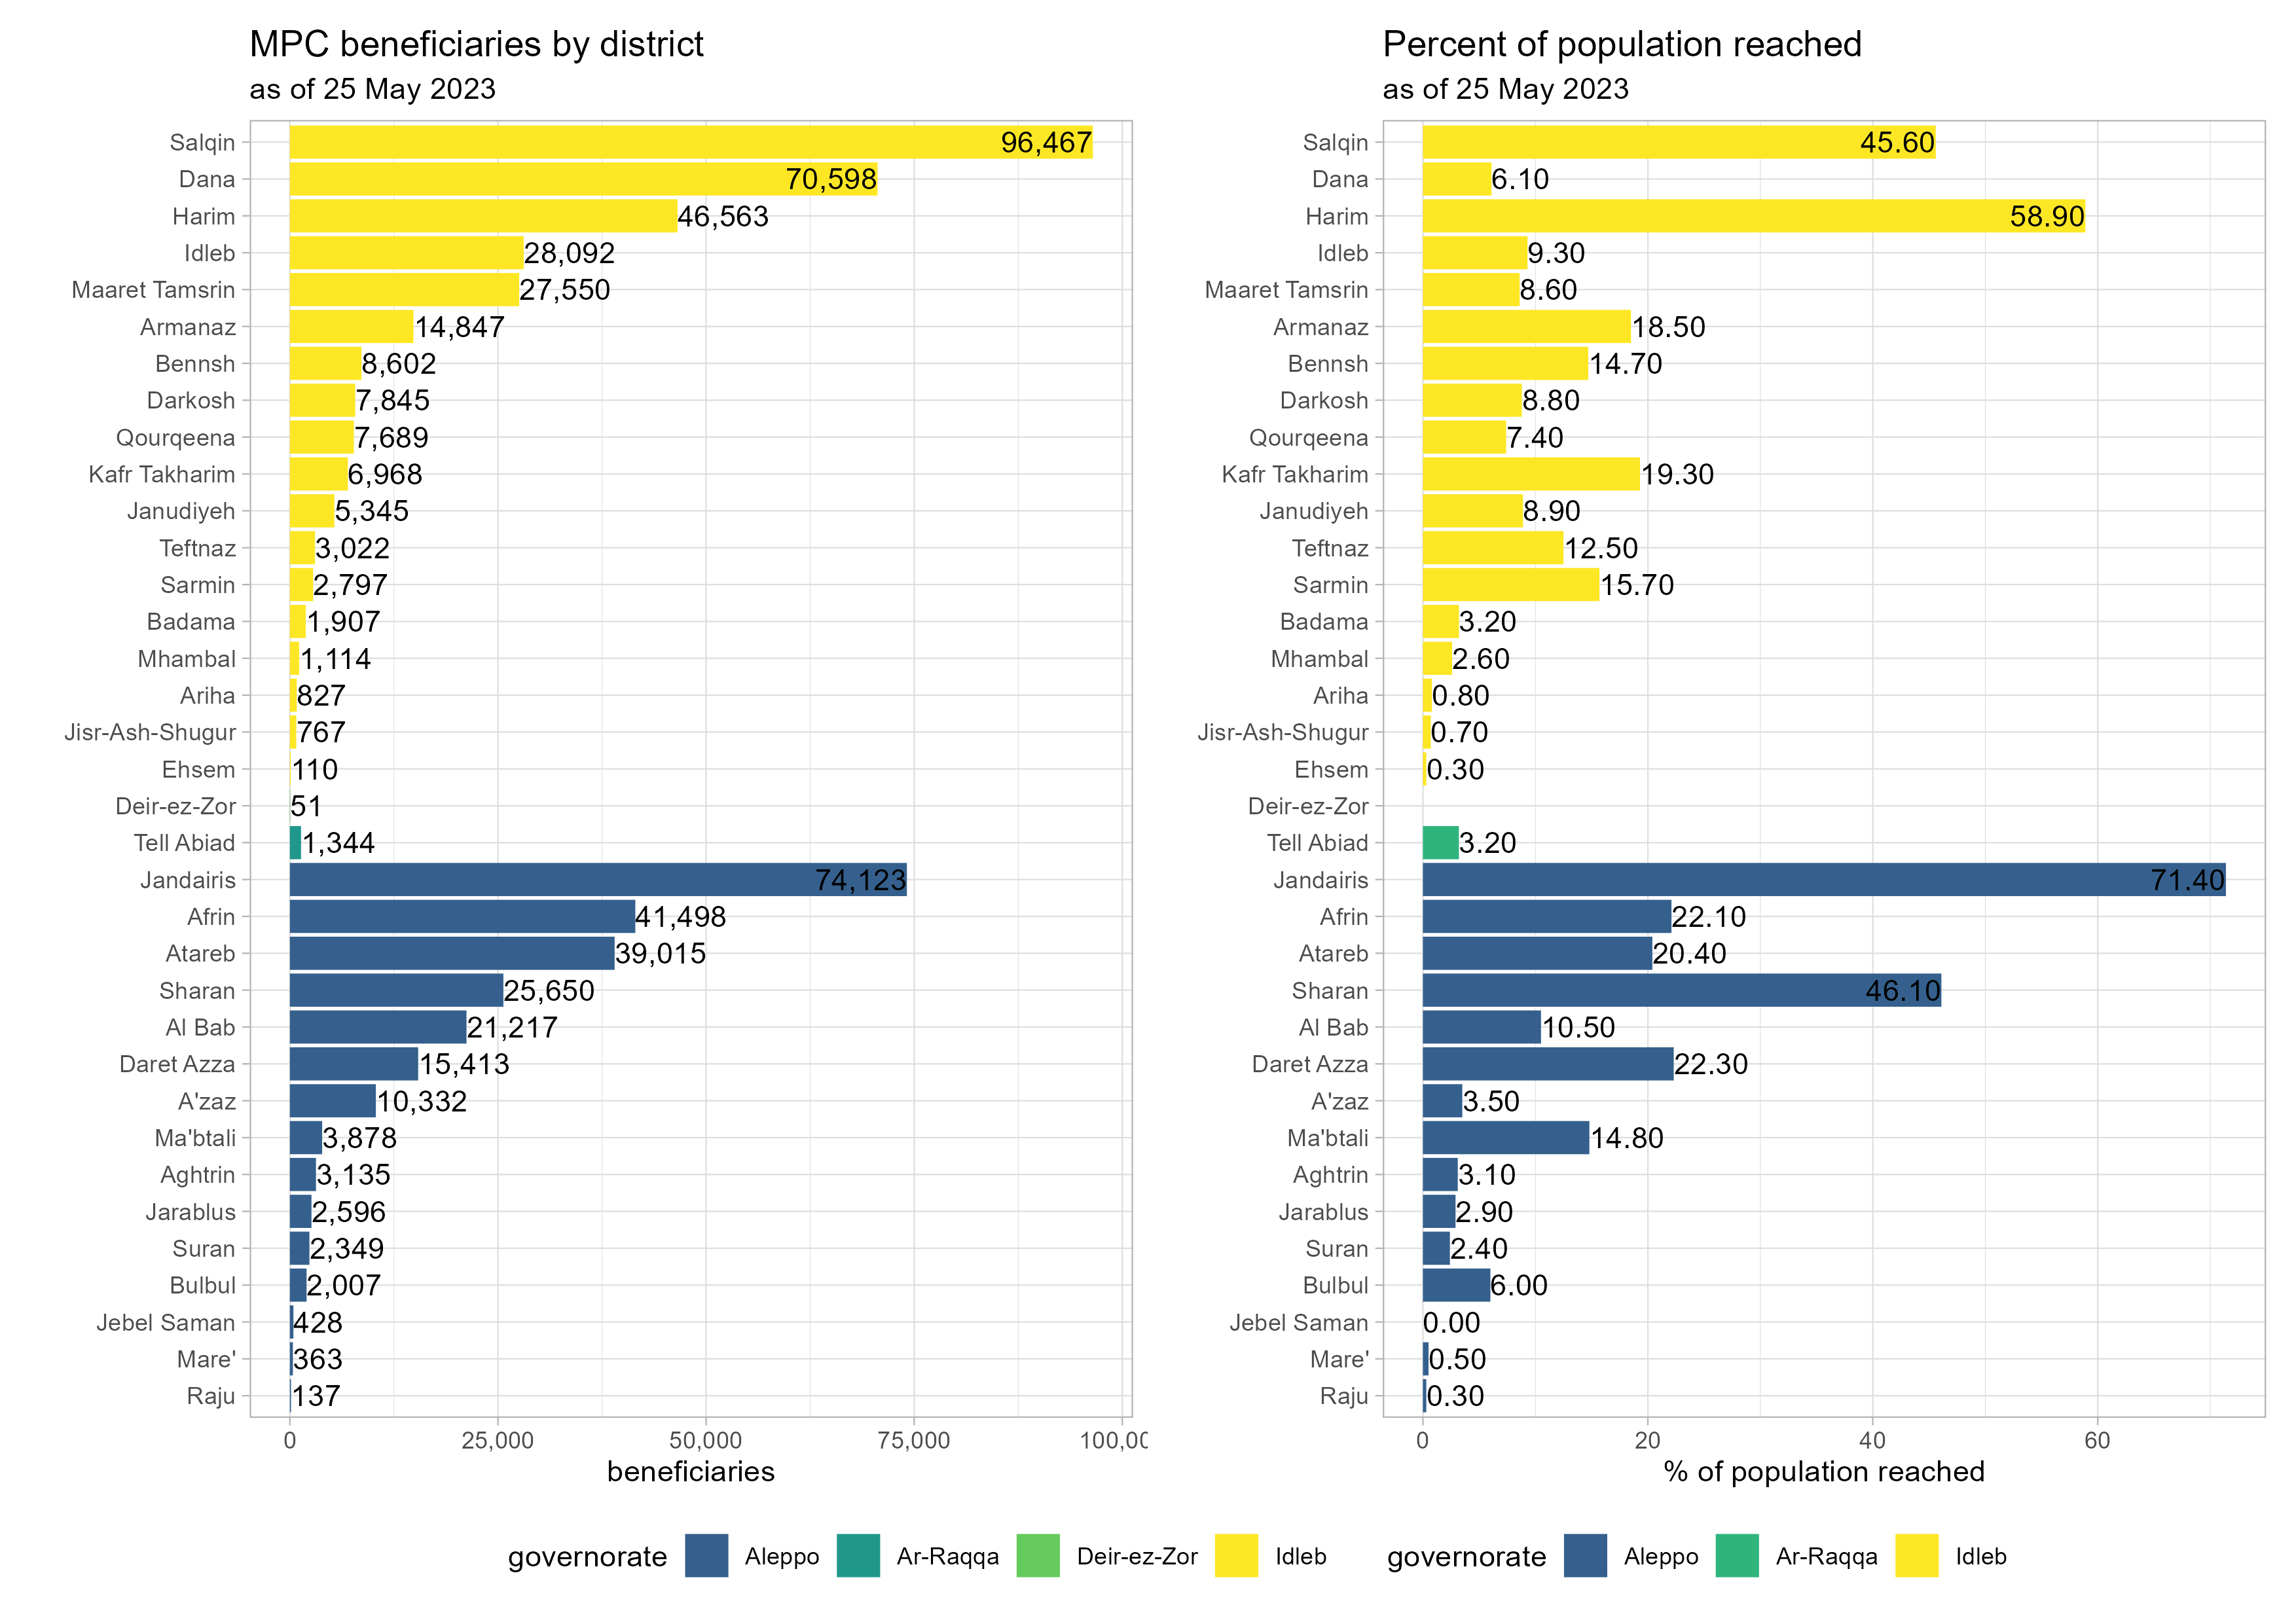 MPC beneficiaries by district
as of 25 May 2023
Salqin 96,467
Dana 70,598
Harim 46,563
Idleb 28,092
Maaret Tamsrin 27,550
Armanaz 14,847
Bennsh 8,602
Darkosh 7,845
Qourqeena 7,689
Kafr Takharim 6,968
Janudiyeh 5,345
Teftnaz 3,022
Sarmin 2,797
Badama 1,907
Mhambal 1,114
Ariha 827
Jisr-Ash-Shugur 767
Ehsem 110
Deir-ez-Zor 51
Tell Abiad 1,344
Jandairis 74,123
Afrin 41,498
Atareb 39,015
Sharan 25,650
Al Bab 21,217
Daret Azza 15,413
A'zaz 10,332
Ma'btali 3,878
Aghtrin 3,135
Jarablus 2,596
Suran 2,349
Bulbul 2,007
Jebel Saman 428
Mare' 363
Raju 137
0 25,000 50,000 75,000 100,00
beneficiaries
governorate Aleppo Ar-Raqqa Deir-ez-Zor Idleb
Percent of population reached
as of 25 May 2023
Salqin 45.60
Dana 6.10
Harim 58.90
Idleb 9.30
Maaret Tamsrin 8.60
Armanaz 18.50
Bennsh 14.70
Darkosh 8.80
Qourqeena 7.40
Kafr Takharim 19.30
Janudiyeh 8.90
Teftnaz 12.50
Sarmin 15.70
Badama 3.20
Mhambal 2.60
Ariha 0.80
Jisr-Ash-Shugur 0.70
Ehsem 0.30
Deir-ez-Zor
Tell Abiad 3.20
Jandairis 71.40
Afrin 22.10
Atareb 20.40
Sharan 46.10
Al Bab 10.50
Daret Azza 22.30
A'zaz 3.50
Ma'btali 14.80
Aghtrin 3.10
Jarablus 2.90
Suran 2.40
Bulbul 6.00
Jebel Saman 0.00
Mare' 0.50
Raju 0.30
0 20 40 60
% of population reached
governorate Aleppo Ar-Raqqa Idleb